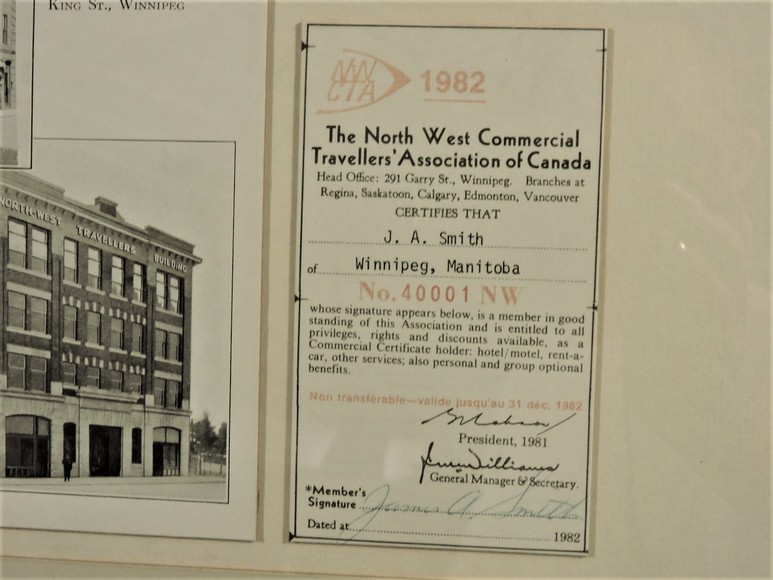 King St., Winnipeg
NORTH-WEST TRAVELLERS BUILDING
NWCTA 1982
The North West Commercial
Travellers' Association of Canada
Head Office: 291 Garry St., Winnipeg. Branches at
Regina, Saskatoon, Calgary, Edmonton, Vancouver
CERTIFIES THAT
J. A. Smith
of Winnipeg, Manitoba
No. 40001 NW
whose signature appears below, is a member in good
standing of this Association and is entitled to all
privileges, rights and discounts available, as a
Commercial Certificate holder: hotel/motel, rent-a-
car, other services; also personal and group optional
benefits.
Non transférable—valide jusqu'au 31 déc. 1982
President, 1981
Williams
General Manager & Secretary.
*Member's
Signature James A. Smith
Dated at 1982